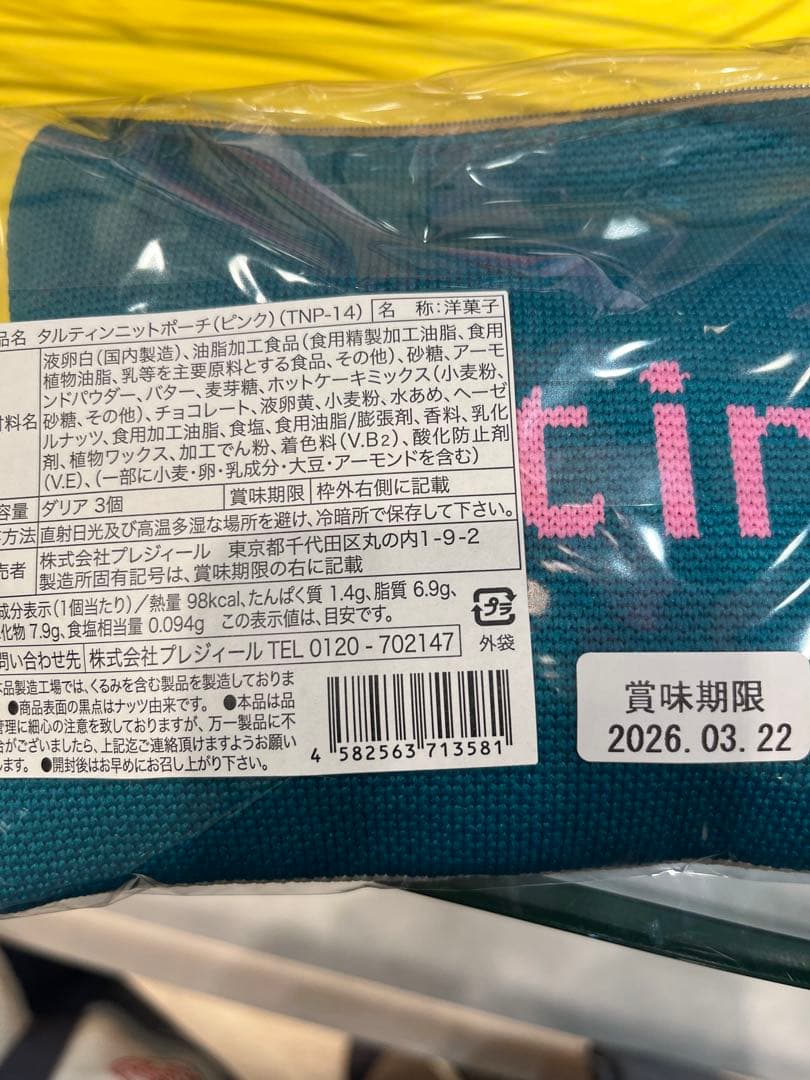 品名 タルティンニットポーチ(ピンク)(TNP-14) 名 称:洋菓子
液卵白(国内製造)、油脂加工食品(食用精製加工油脂、食用
植物油脂、乳等を主要原料とする食品、その他)、砂糖、アーモ
ンドパウダー、バター、麦芽糖、ホットケーキミックス(小麦粉、
材料名 砂糖、その他)、チョコレート、液卵黄、小麦粉、水あめ、ヘーゼ
ルナッツ、食用加工油脂、食塩、食用油脂/膨張剤、香料、乳化
剤、植物ワックス、加工でん粉、着色料(V.B2)、酸化防止剤
(V.E)、(一部に小麦・卵・乳成分・大豆・アーモンドを含む)
容量 ダリア 3個 賞味期限 枠外右側に記載
方法 直射日光及び高温多湿な場所を避け、冷暗所で保存して下さい。
売者 株式会社プレジィール 東京都千代田区丸の内1-9-2
製造所固有記号は、賞味期限の右に記載
成分表示(1個当たり)/熱量 98kcal、たんぱく質 1.4g、脂質 6.9g、
化物 7.9g、食塩相当量 0.094g この表示値は、目安です。
プラ
外袋
問い合わせ先 株式会社プレジィール TEL 0120-702147
本品製造工場では、くるみを含む製品を製造しておりま
●商品表面の黒点はナッツ由来です。 ●本品は品
管理に細心の注意を致しておりますが、万一製品に不
合がございましたら、上記迄ご連絡頂けますようお願い
します。 ●開封後はお早めにお召し上がり下さい。
4 582563 713581
tin
賞味期限
2026.03.22